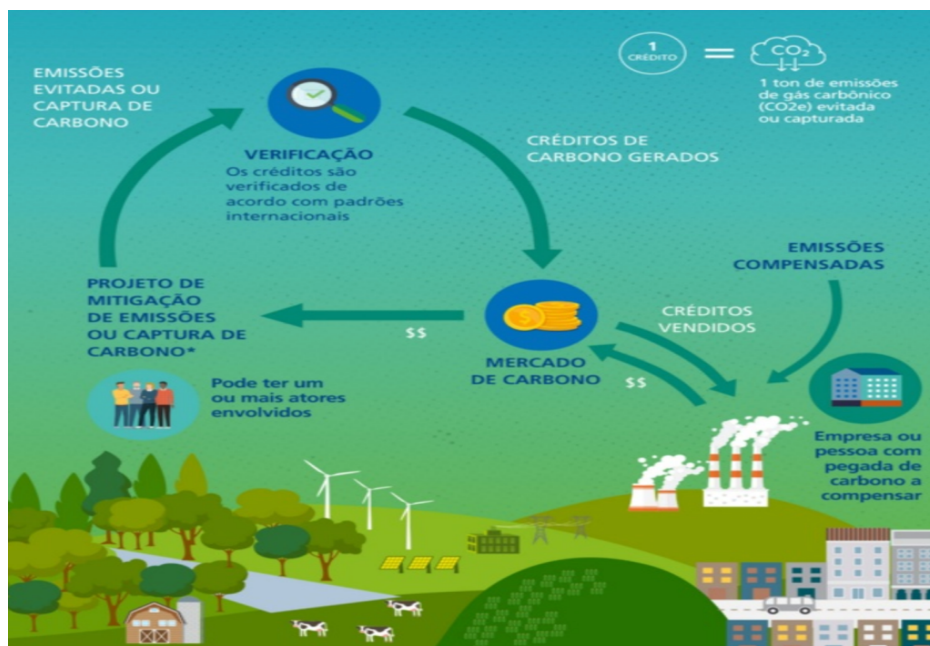 1
CRÉDITO
=
CO₂
1 ton de emissões
de gás carbônico
(CO2e) evitada
ou capturada
EMISSÕES
EVITADAS OU
CAPTURA DE
CARBONO
VERIFICAÇÃO
Os créditos são
verificados de
acordo com padrões
internacionais
CRÉDITOS DE
CARBONO GERADOS
EMISSÕES
COMPENSADAS
PROJETO DE
MITIGAÇÃO
DE EMISSÕES
OU CAPTURA DE
CARBONO*
$$
MERCADO
DE CARBONO
CRÉDITOS
VENDIDOS
$$
Pode ter um
ou mais atores
envolvidos
Empresa ou
pessoa com
pegada de
carbono a
compensar